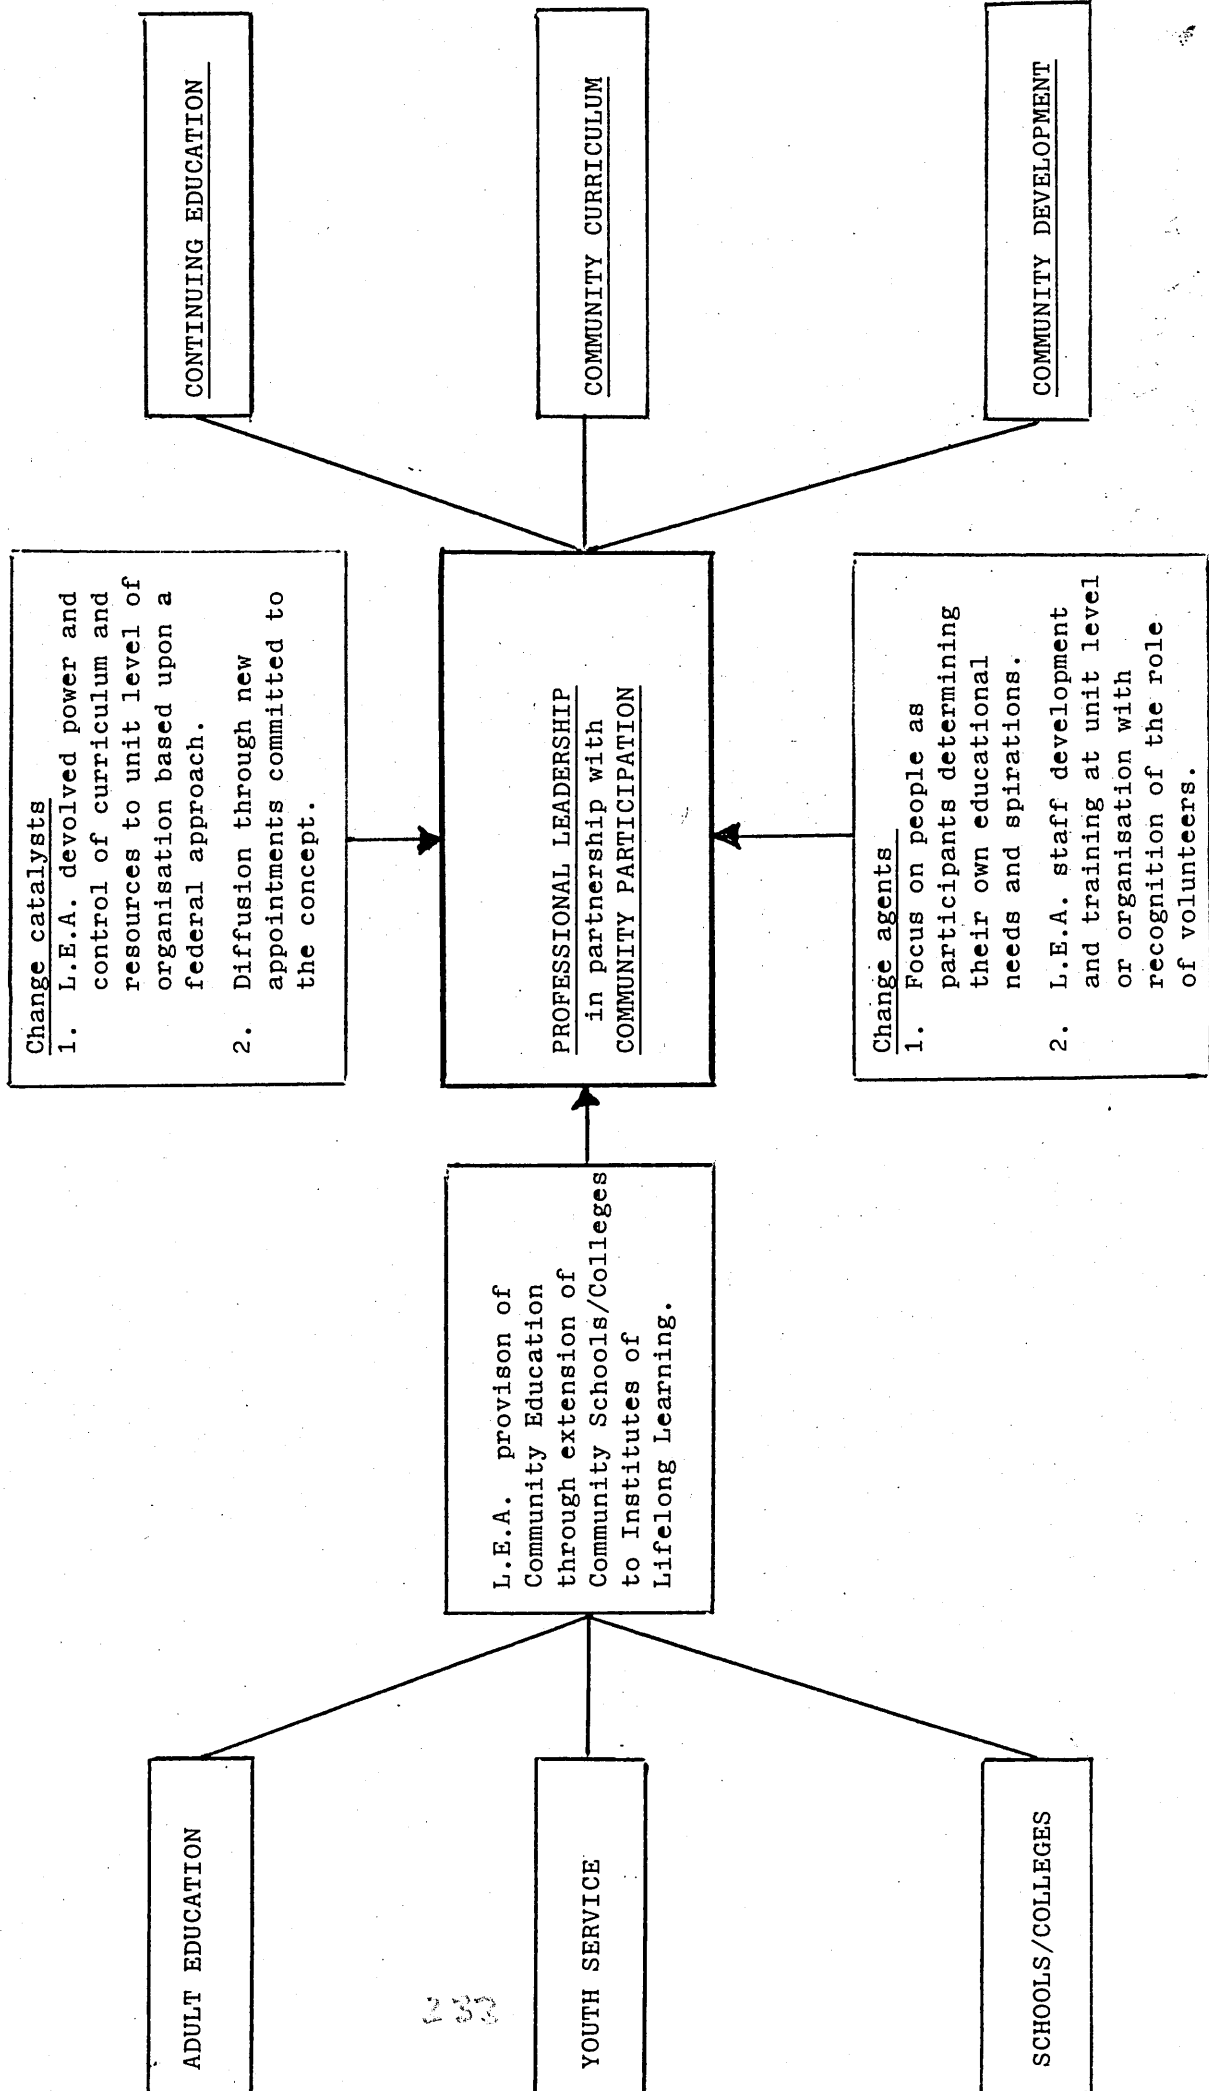 ADULT EDUCATION
YOUTH SERVICE
SCHOOLS/COLLEGES
L.E.A. provison of
Community Education
through extension of
Community Schools/Colleges
to Institutes of
Lifelong Learning.
Change catalysts
1. L.E.A. devolved power and
control of curriculum and
resources to unit level of
organisation based upon a
federal approach.
2. Diffusion through new
appointments committed to
the concept.
PROFESSIONAL LEADERSHIP
in partnership with
COMMUNITY PARTICIPATION
Change agents
1. Focus on people as
participants determining
their own educational
needs and spirations.
2. L.E.A. staff development
and training at unit level
or organisation with
recognition of the role
of volunteers.
CONTINUING EDUCATION
COMMUNITY CURRICULUM
COMMUNITY DEVELOPMENT